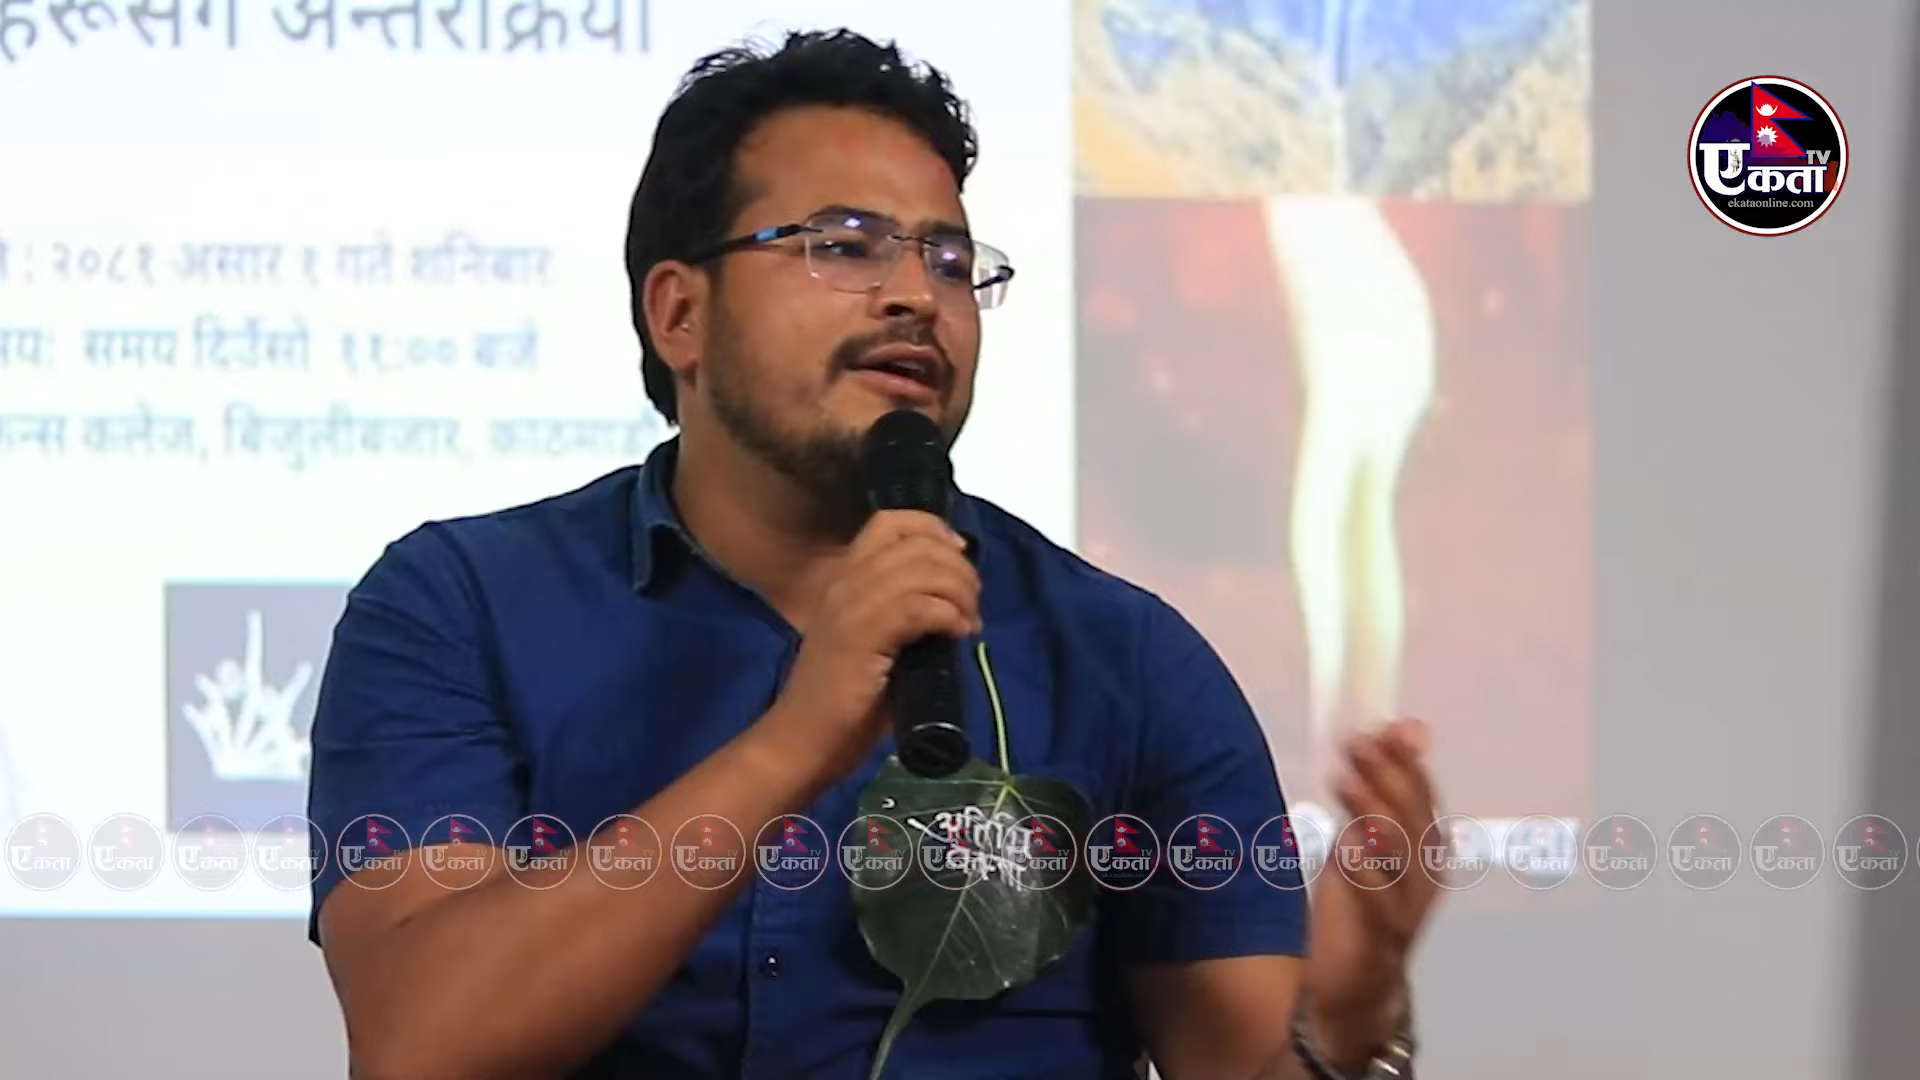 हरूसँग अन्तरक्रिया
एकता TV
ekataonline.com
: २०८१ असार १ गते शनिबार
समय दिउँसो ११:०० बजे
कलेज, बिजुलीबजार, काठमाडौ
अतिथि